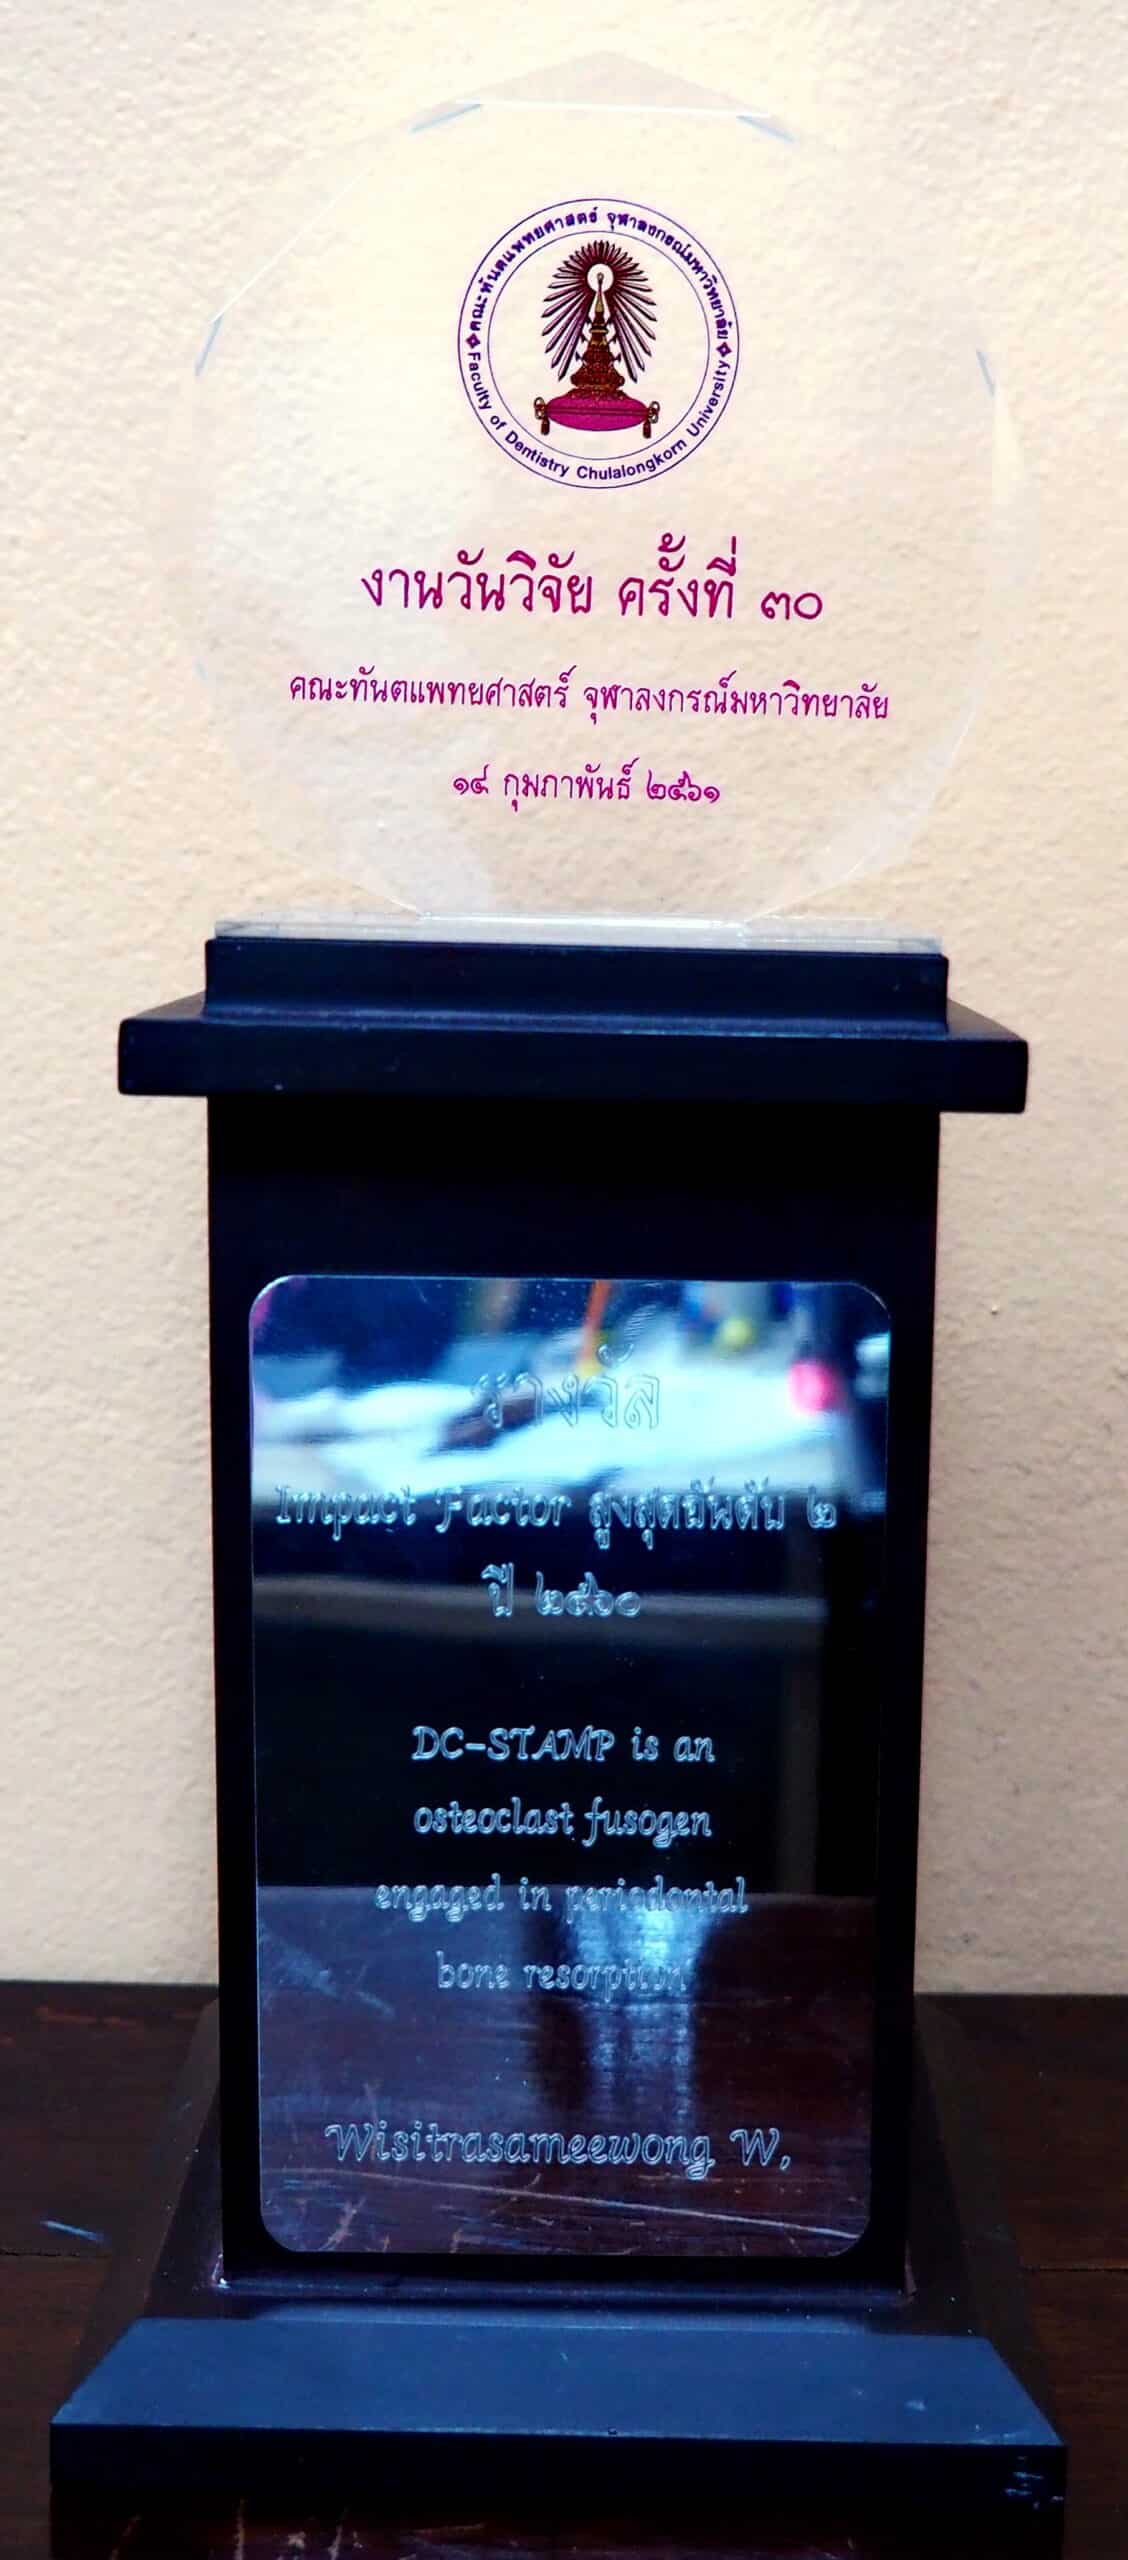 คณะทันตแพทยศาสตร์ จุฬาลงกรณ์มหาวิทยาลัย
Faculty of Dentistry Chulalongkorn University
งานวันวิจัย ครั้งที่ ๓๐
คณะทันตแพทยศาสตร์ จุฬาลงกรณ์มหาวิทยาลัย
๑๔ กุมภาพันธ์ ๒๕๖๑
รางวัล
Impact Factor สูงสุดอันดับ ๒
ปี ๒๕๖๐
DC-STAMP is an
osteoclast fusogen
engaged in periodontal
bone resorption
Wisitrasameewong W,